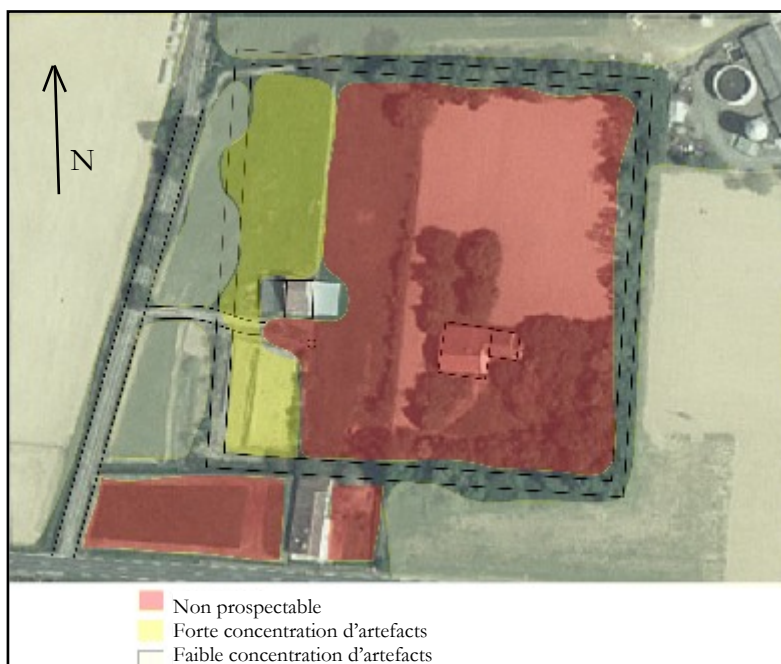 N
Non prospectable
Forte concentration d'artefacts
Faible concentration d'artefacts